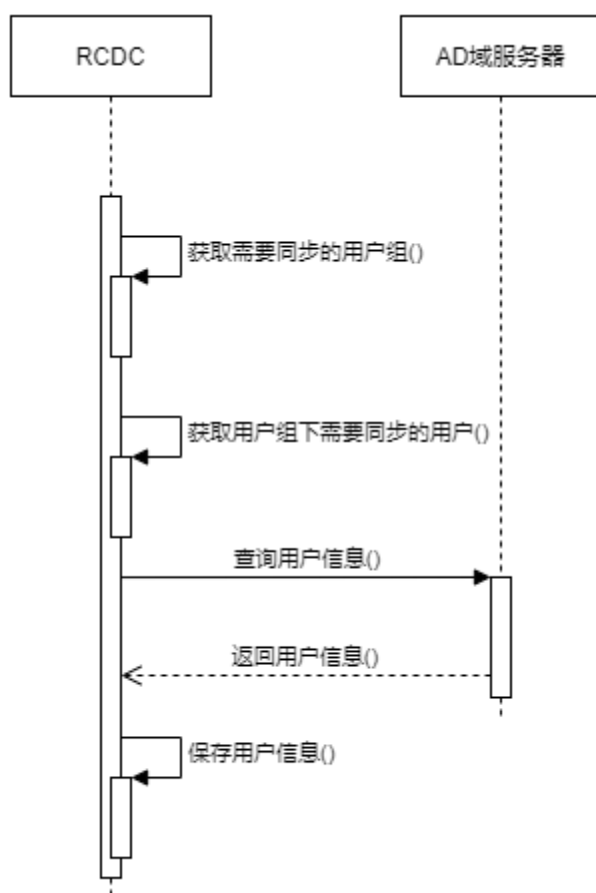 RCDC
AD域服务器
获取需要同步的用户组()
获取用户组下需要同步的用户()
查询用户信息()
返回用户信息()
保存用户信息()